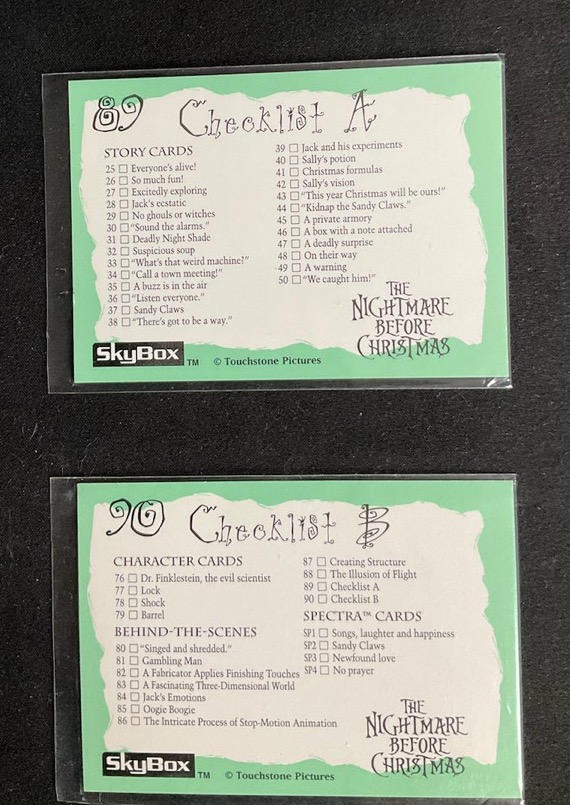 89 Checklist A
STORY CARDS
25 Everyone's alive!
26 So much fun!
27 Excitedly exploring
28 Jack's ecstatic
29 No ghouls or witches
30 "Sound the alarms."
31 Deadly Night Shade
32 Suspicious soup
33 "What's that weird machine?"
34 "Call a town meeting!"
35 A buzz is in the air
36 "Listen everyone."
37 Sandy Claws
38 "There's got to be a way."
39 Jack and his experiments
40 Sally's potion
41 Christmas formulas
42 Sally's vision
43 "This year Christmas will be ours!"
44 "Kidnap the Sandy Claws."
45 A private armory
46 A box with a note attached
47 A deadly surprise
48 On their way
49 A warning
50 "We caught him!"
THE
NIGHTMARE
BEFORE
CHRISTMAS
SkyBox TM © Touchstone Pictures
90 Checklist B
CHARACTER CARDS
76 Dr. Finklestein, the evil scientist
77 Lock
78 Shock
79 Barrel
BEHIND-THE-SCENES
80 "Singed and shredded."
81 Gambling Man
82 A Fabricator Applies Finishing Touches
83 A Fascinating Three-Dimensional World
84 Jack's Emotions
85 Oogie Boogie
86 The Intricate Process of Stop-Motion Animation
87 Creating Structure
88 The Illusion of Flight
89 Checklist A
90 Checklist B
SPECTRA™ CARDS
SP1 Songs, laughter and happiness
SP2 Sandy Claws
SP3 Newfound love
SP4 No prayer
THE
NIGHTMARE
BEFORE
CHRISTMAS
SkyBox TM © Touchstone Pictures